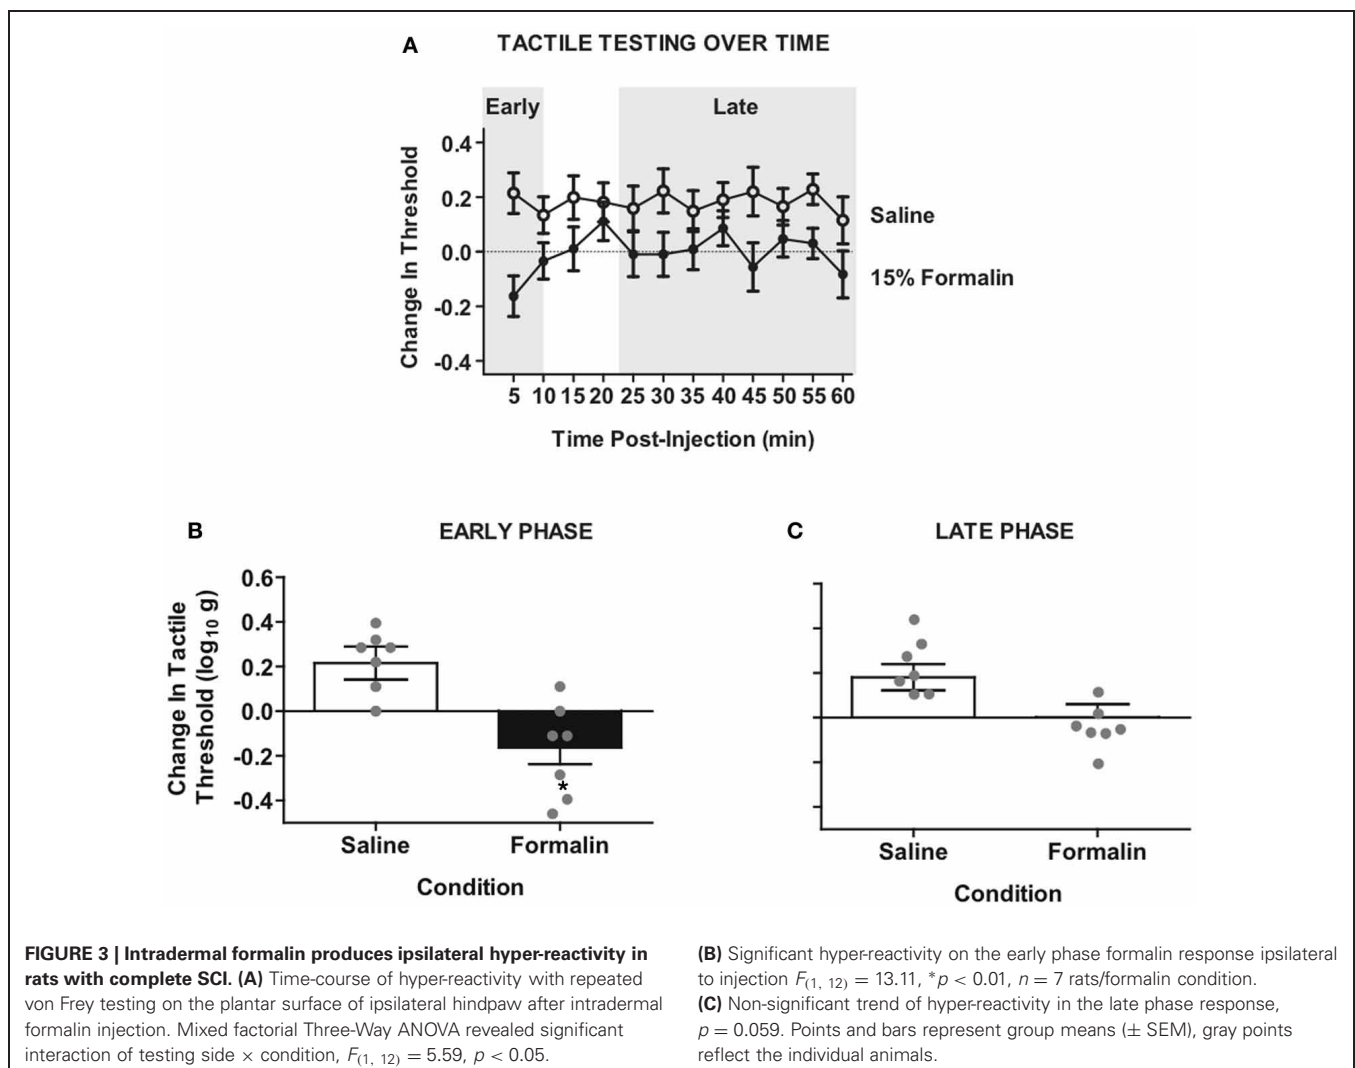 A
TACTILE TESTING OVER TIME
Early
Late
Change In Threshold
0.4
0.2
0.0
-0.2
-0.4
Saline
15% Formalin
5 10 15 20 25 30 35 40 45 50 55 60
Time Post-Injection (min)
B
EARLY PHASE
Change In Tactile
Threshold (log10 g)
0.6
0.4
0.2
0.0
-0.2
-0.4
*
Saline Formalin
Condition
C
LATE PHASE
Saline Formalin
Condition
FIGURE 3 | Intradermal formalin produces ipsilateral hyper-reactivity in
rats with complete SCI. (A) Time-course of hyper-reactivity with repeated
von Frey testing on the plantar surface of ipsilateral hindpaw after intradermal
formalin injection. Mixed factorial Three-Way ANOVA revealed significant
interaction of testing side × condition, F(1, 12) = 5.59, p < 0.05.
(B) Significant hyper-reactivity on the early phase formalin response ipsilateral
to injection F(1, 12) = 13.11, *p < 0.01, n = 7 rats/formalin condition.
(C) Non-significant trend of hyper-reactivity in the late phase response,
p = 0.059. Points and bars represent group means (± SEM), gray points
reflect the individual animals.